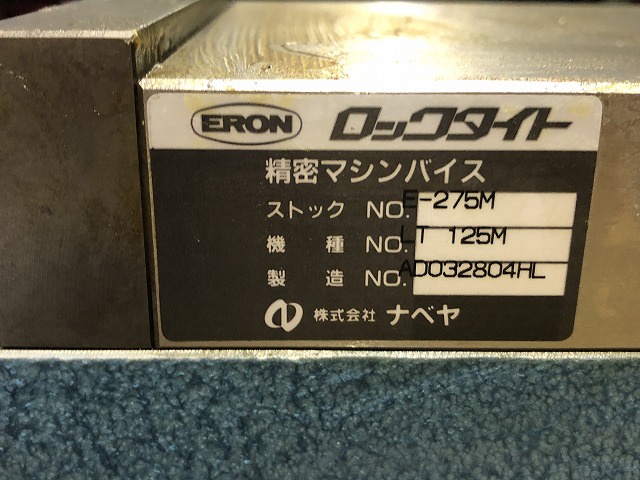 ERON ロックタイト
精密マシンバイス
ストック NO. E-275M
機種 NO. LT 125M
製造 NO. AD032804HL
株式会社 ナベヤ